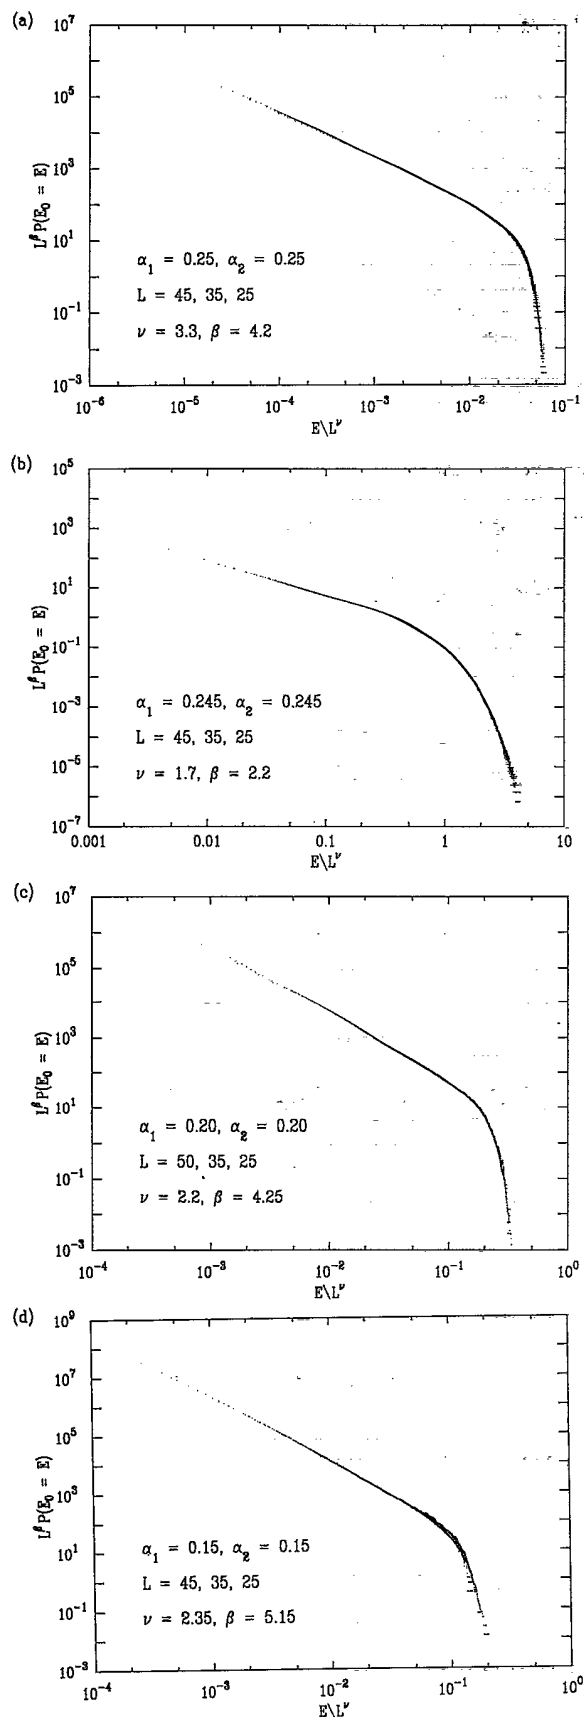 (a)
10^7
10^5
10^3
10^1
10^-1
10^-3
L^β P(E_0 = E)
α_1 = 0.25, α_2 = 0.25
L = 45, 35, 25
ν = 3.3, β = 4.2
10^-6 10^-5 10^-4 10^-3 10^-2 10^-1
E\L^ν
(b)
10^5
10^3
10^1
10^-1
10^-3
10^-5
10^-7
L^β P(E_0 = E)
α_1 = 0.245, α_2 = 0.245
L = 45, 35, 25
ν = 1.7, β = 2.2
0.001 0.01 0.1 1 10
E\L^ν
(c)
10^7
10^5
10^3
10^1
10^-1
10^-3
L^β P(E_0 = E)
α_1 = 0.20, α_2 = 0.20
L = 50, 35, 25
ν = 2.2, β = 4.25
10^-4 10^-3 10^-2 10^-1 10^0
E\L^ν
(d)
10^9
10^7
10^5
10^3
10^1
10^-1
10^-3
L^β P(E_0 = E)
α_1 = 0.15, α_2 = 0.15
L = 45, 35, 25
ν = 2.35, β = 5.15
10^-4 10^-3 10^-2 10^-1 10^0
E\L^ν